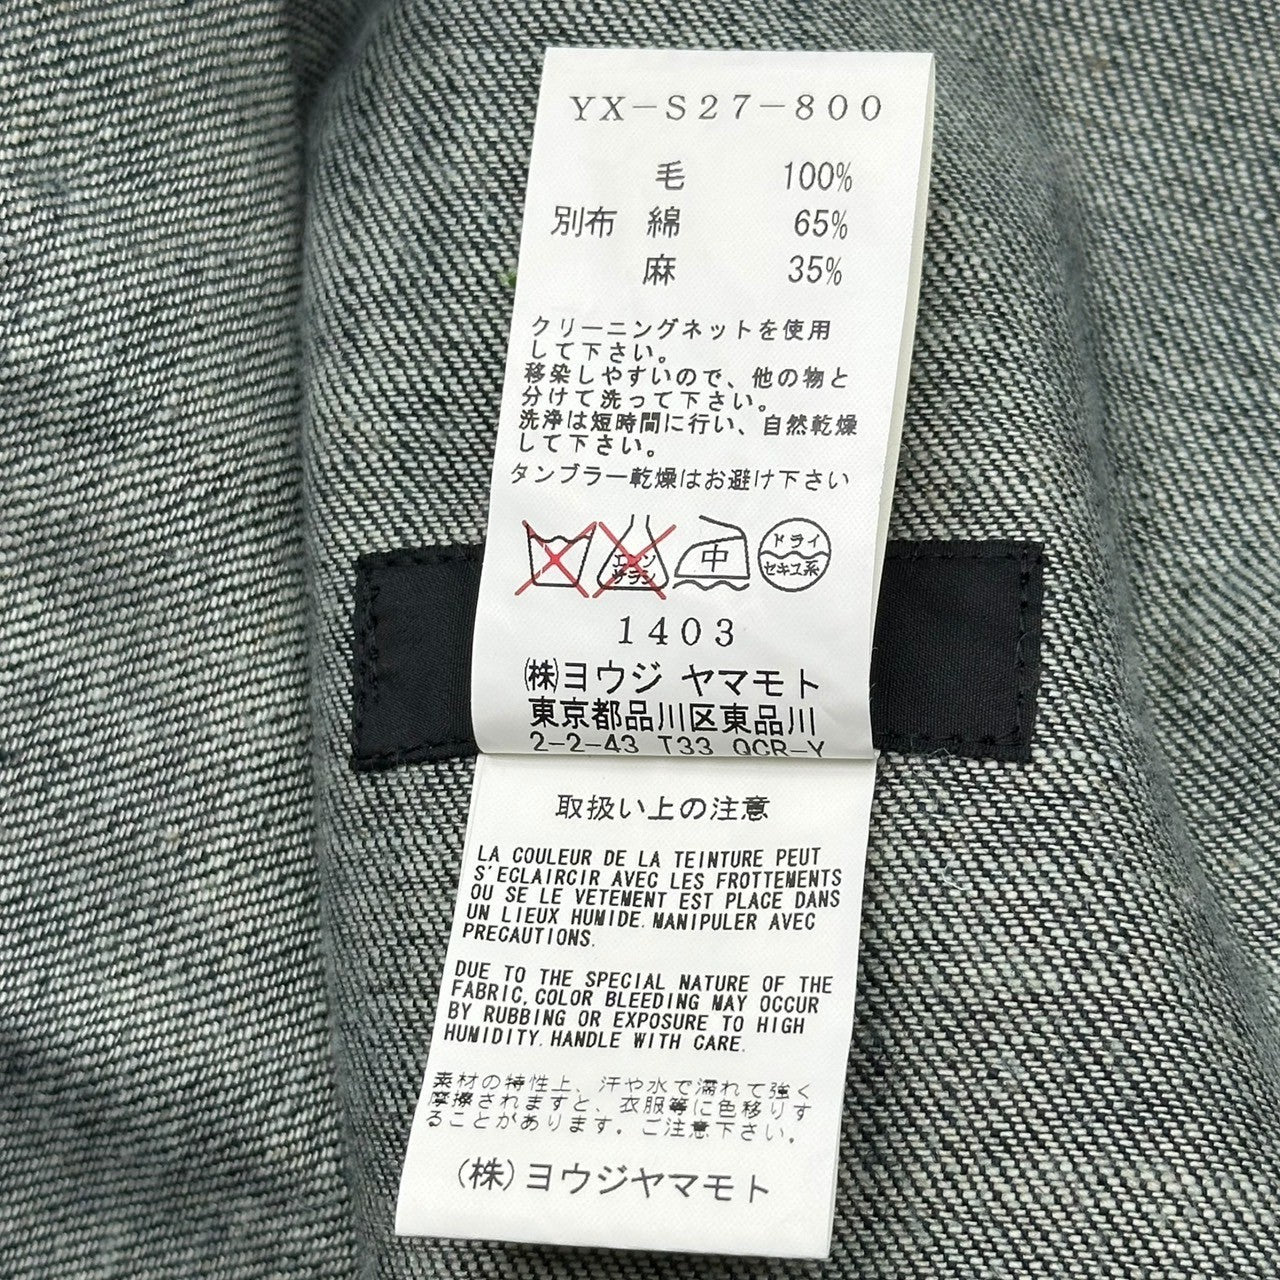 YX-S27-800
毛 100%
別布 綿 65%
麻 35%
クリーニングネットを使用
して下さい。
移染しやすいので、他の物と
分けて洗って下さい。
洗浄は短時間に行い、自然乾燥
して下さい。
タンブラー乾燥はお避け下さい
エンソ
サラシ
中
ドライ
セキユ系
1403
㈱ヨウジ ヤマモト
東京都品川区東品川
2-2-43 T33 QCR-Y
取扱い上の注意
LA COULEUR DE LA TEINTURE PEUT
S'ECLAIRCIR AVEC LES FROTTEMENTS
OU SE LE VETEMENT EST PLACE DANS
UN LIEUX HUMIDE.MANIPULER AVEC
PRECAUTIONS.
DUE TO THE SPECIAL NATURE OF THE
FABRIC,COLOR BLEEDING MAY OCCUR
BY RUBBING OR EXPOSURE TO HIGH
HUMIDITY.HANDLE WITH CARE.
素材の特性上、汗や水で濡れて強く
摩擦されますと、衣服等に色移りす
ることがあります。ご注意下さい。
(株)ヨウジヤマモト